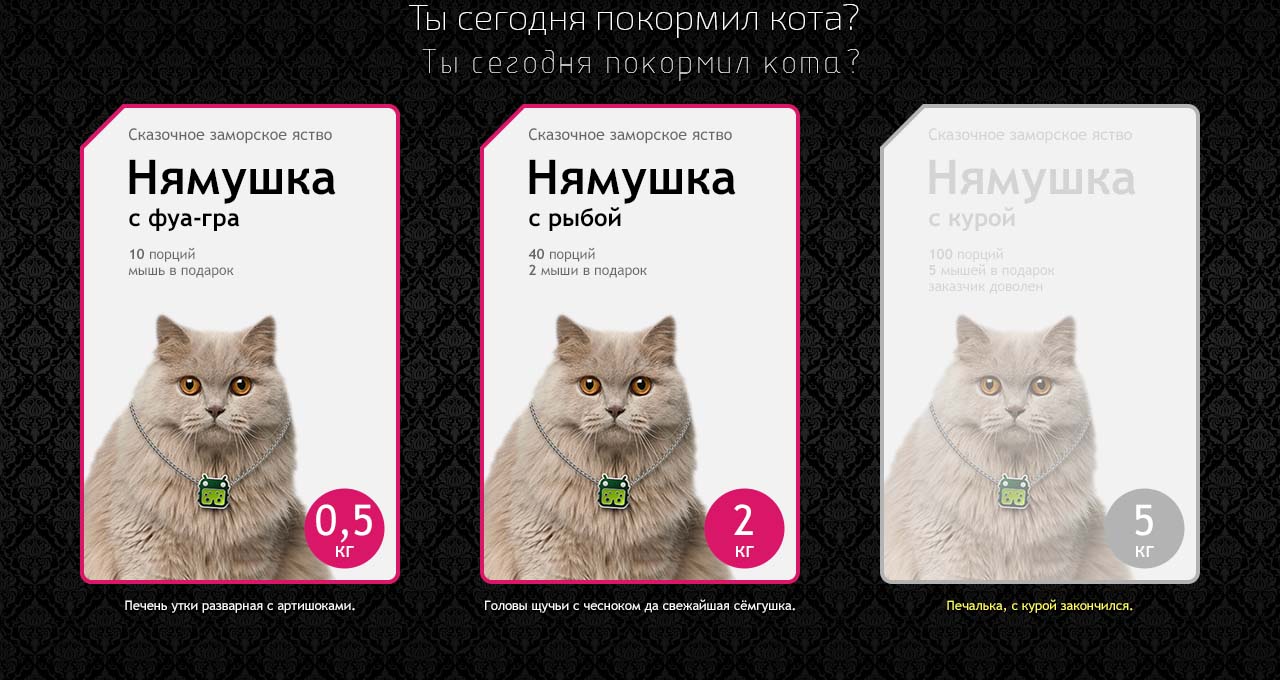 Ты сегодня покормил кота?
Ты сегодня покормил кота?
Сказочное заморское яство
Нямушка
с фуа-гра
10 порций
мышь в подарок
0,5
кг
Печень утки разварная с артишоками.
Сказочное заморское яство
Нямушка
с рыбой
40 порций
2 мыши в подарок
2
кг
Головы щучьи с чесноком да свежайшая сёмгушка.
Сказочное заморское яство
Нямушка
с курой
100 порций
5 мышей в подарок
заказчик доволен
5
кг
Печалька, с курой закончился.